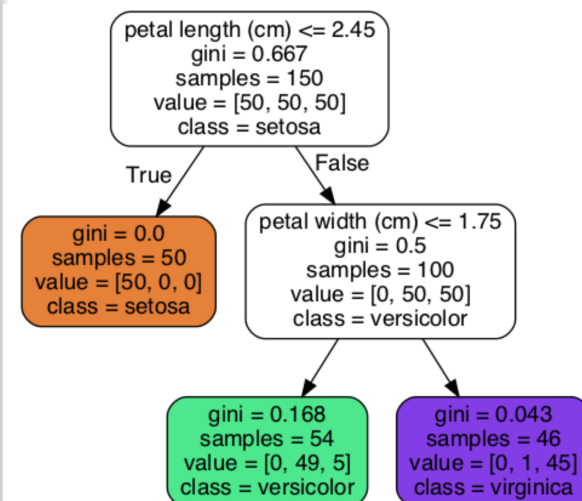 petal length (cm) <= 2.45
gini = 0.667
samples = 150
value = [50, 50, 50]
class = setosa
True
False
gini = 0.0
samples = 50
value = [50, 0, 0]
class = setosa
petal width (cm) <= 1.75
gini = 0.5
samples = 100
value = [0, 50, 50]
class = versicolor
gini = 0.168
samples = 54
value = [0, 49, 5]
class = versicolor
gini = 0.043
samples = 46
value = [0, 1, 45]
class = virginica